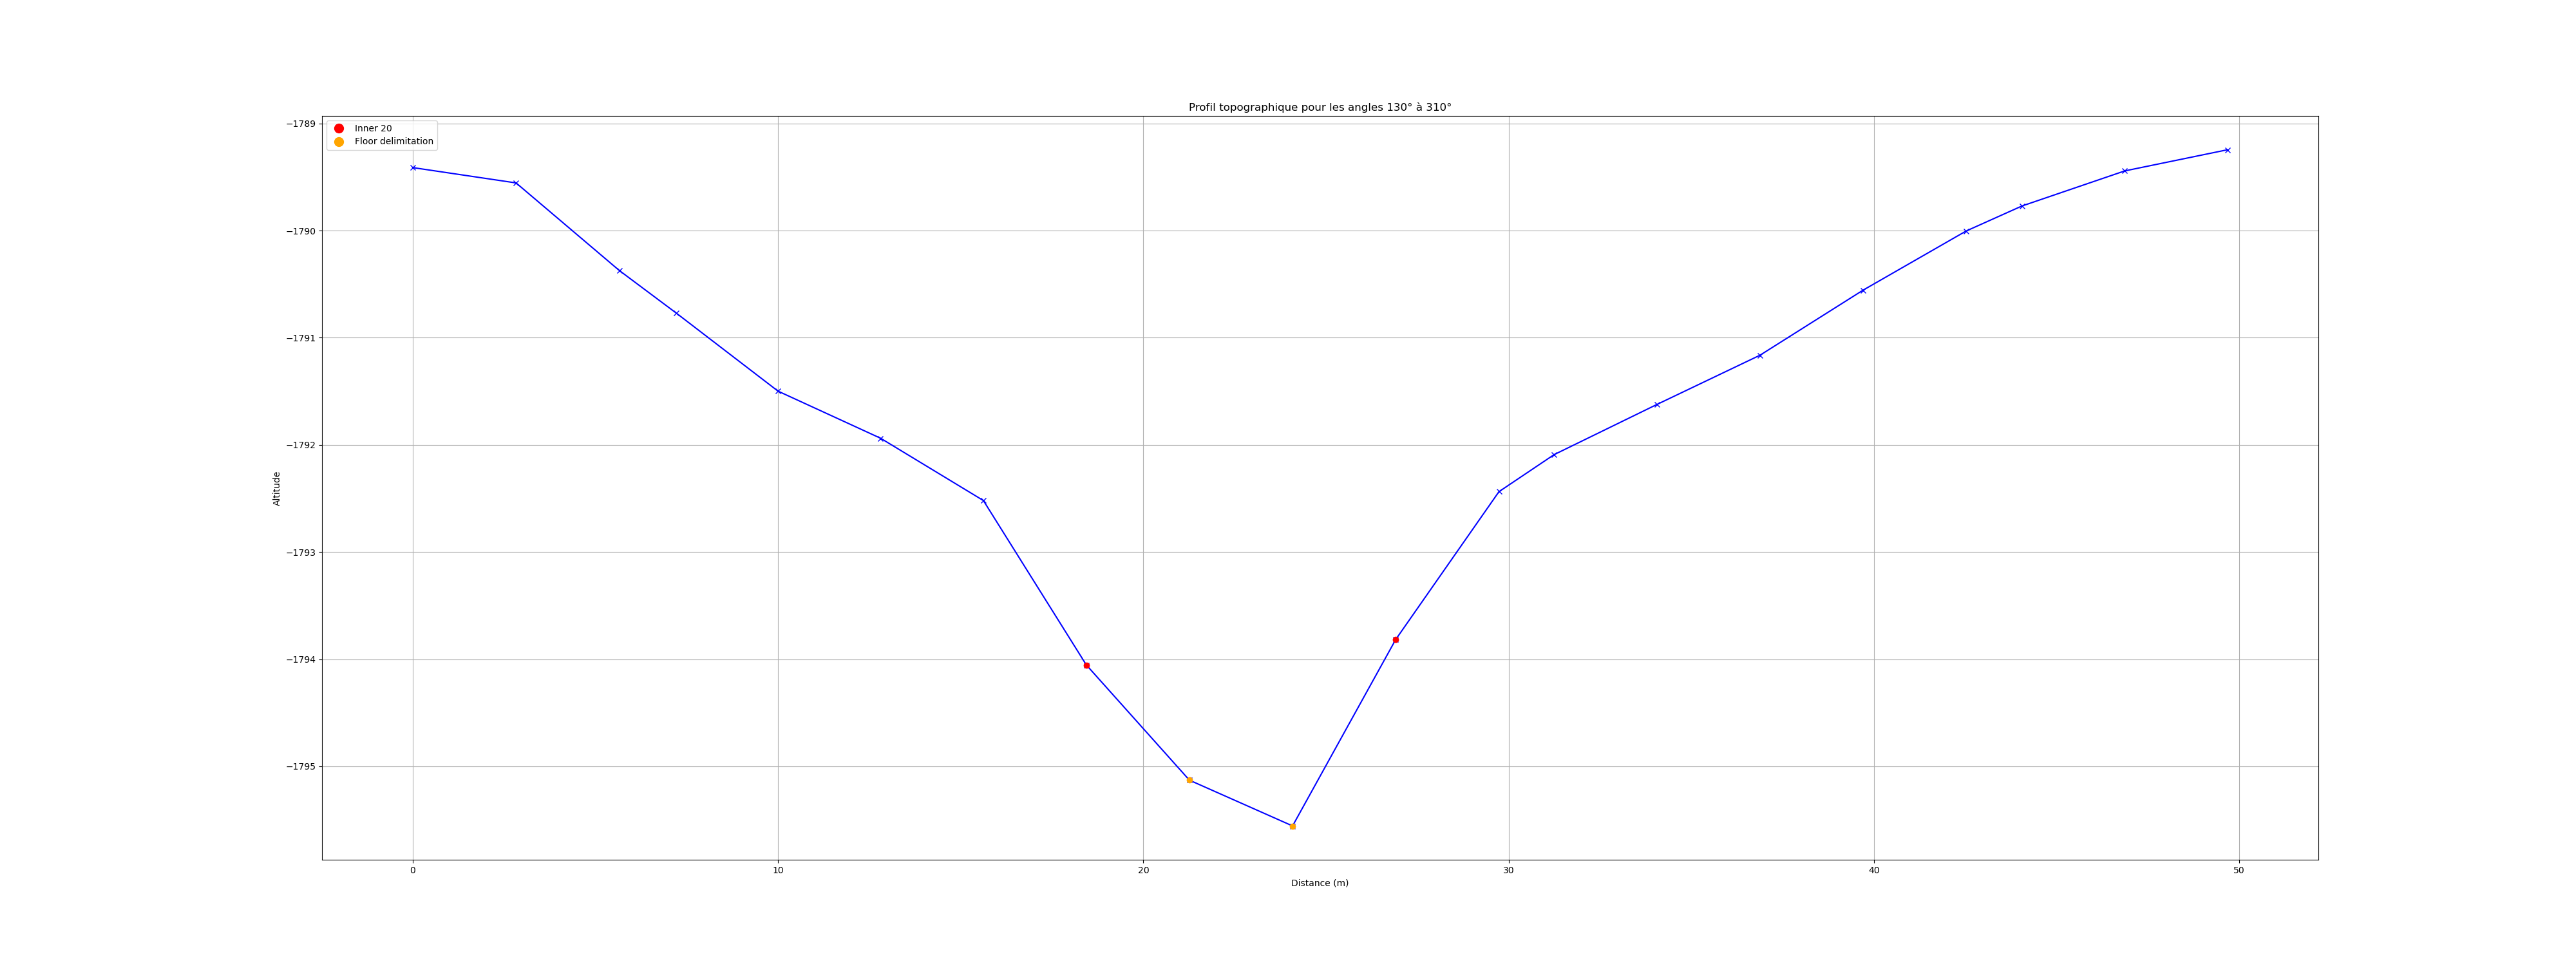 Profil topographique pour les angles 130° à 310°
Inner 20
Floor delimitation
−1789
−1790
−1791
−1792
−1793
−1794
−1795
Altitude
0 10 20 30 40 50
Distance (m)